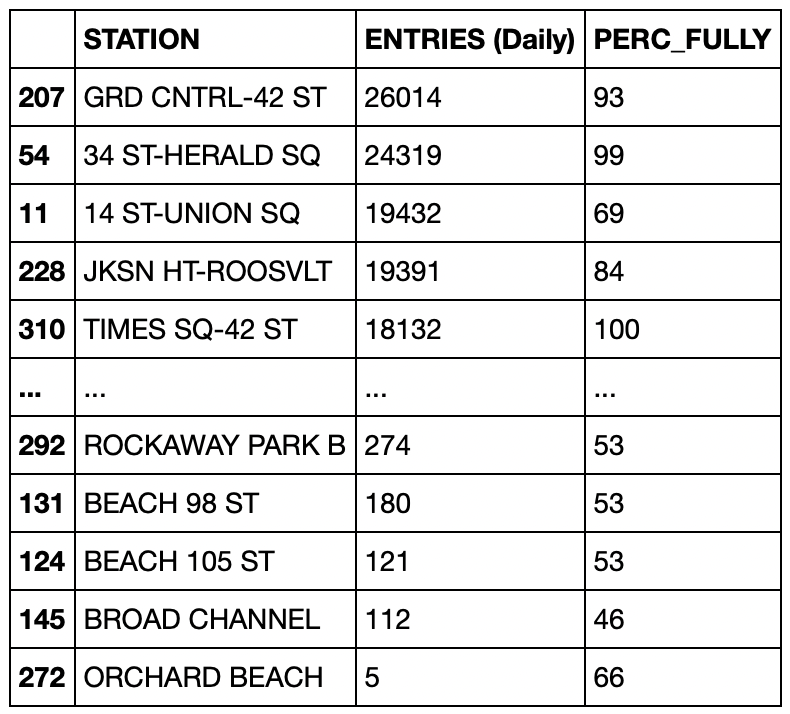 STATION ENTRIES (Daily) PERC_FULLY
207 GRD CNTRL-42 ST 26014 93
54 34 ST-HERALD SQ 24319 99
11 14 ST-UNION SQ 19432 69
228 JKSN HT-ROOSVLT 19391 84
310 TIMES SQ-42 ST 18132 100
... ... ... ...
292 ROCKAWAY PARK B 274 53
131 BEACH 98 ST 180 53
124 BEACH 105 ST 121 53
145 BROAD CHANNEL 112 46
272 ORCHARD BEACH 5 66